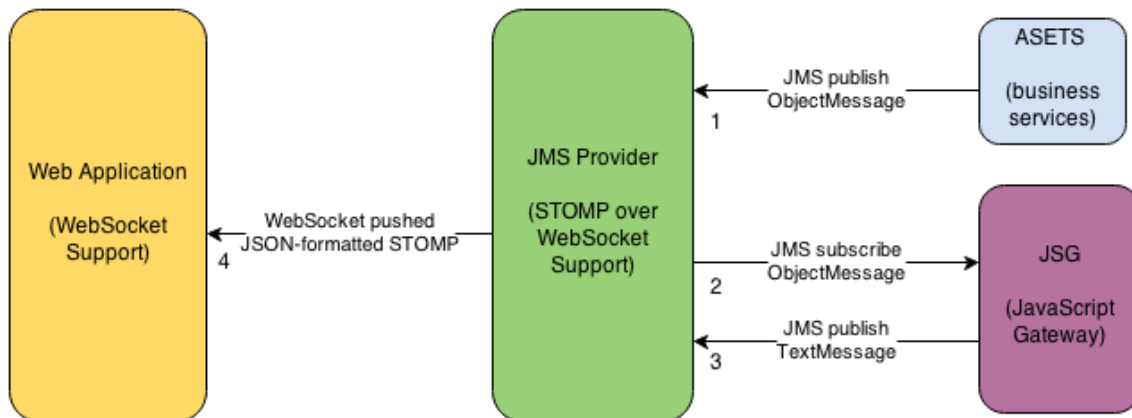 Web Application
(WebSocket
Support)
WebSocket pushed
JSON-formatted STOMP
4
JMS Provider
(STOMP over
WebSocket
Support)
JMS publish
ObjectMessage
1
JMS subscribe
ObjectMessage
2
JMS publish
TextMessage
3
ASETS
(business
services)
JSG
(JavaScript
Gateway)